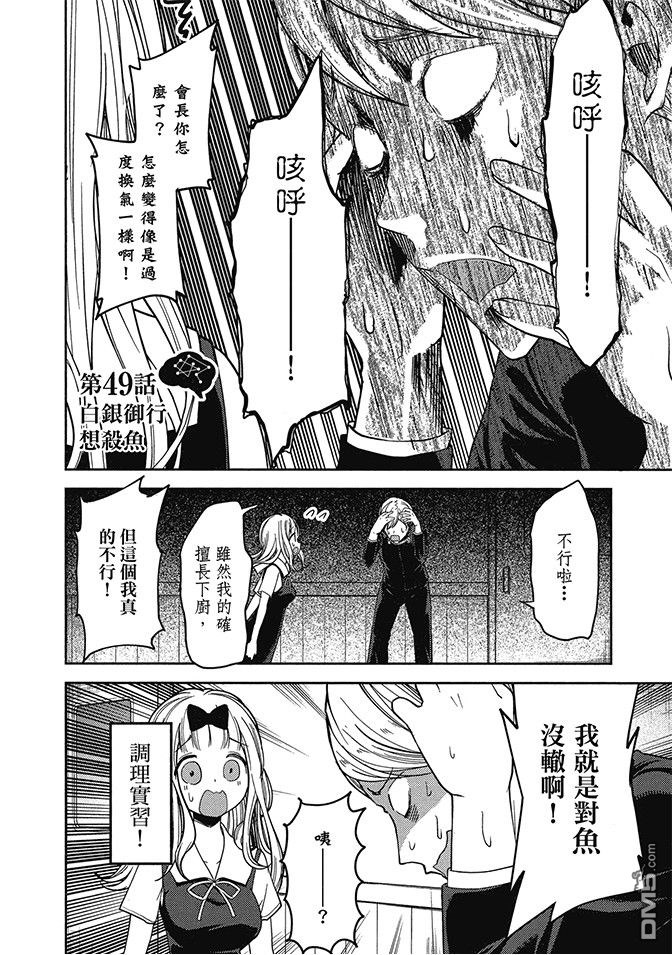 咳呼——！
咳呼——！
會長你怎
麼了？
怎麼變得像是過
度換氣一樣啊！
第49話
白銀御行
想殺魚
不行啦…
雖然我的確
擅長下廚，
但這個我真
的不行！
我就是對魚
沒轍啊！
咦——？
調理實習！
DM5.com